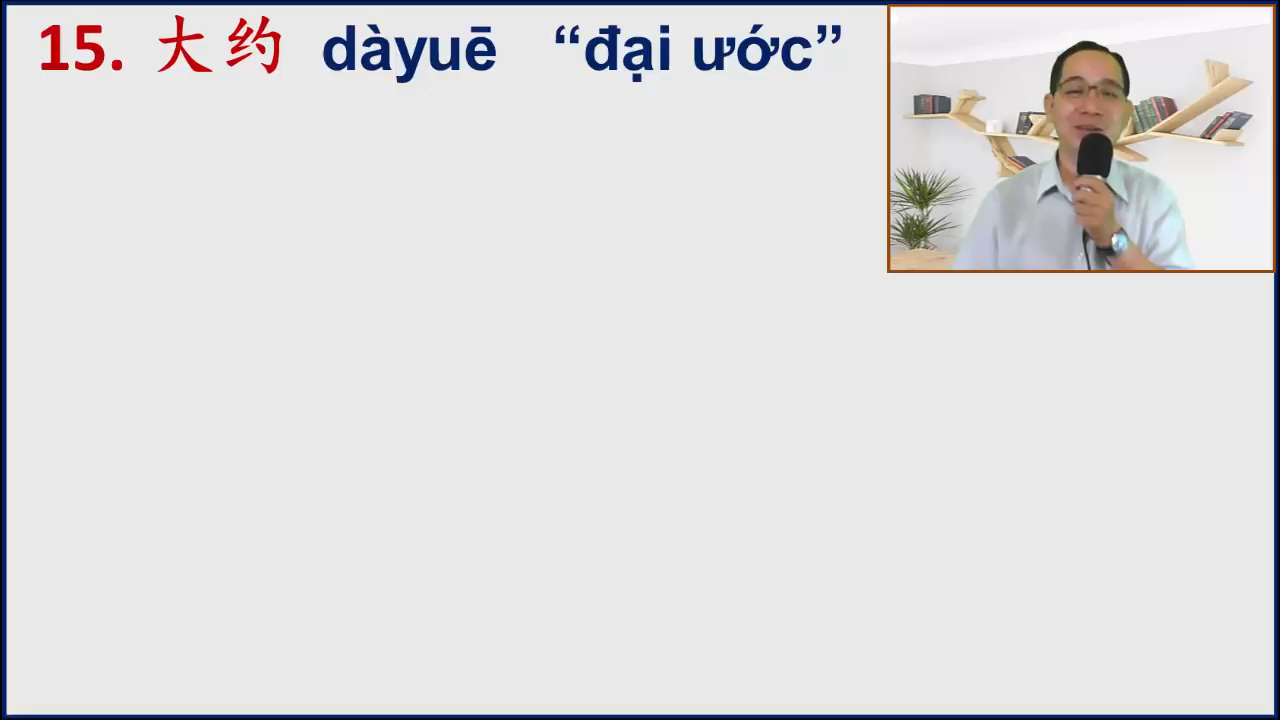 15. 大约 dàyuē “đại ước”